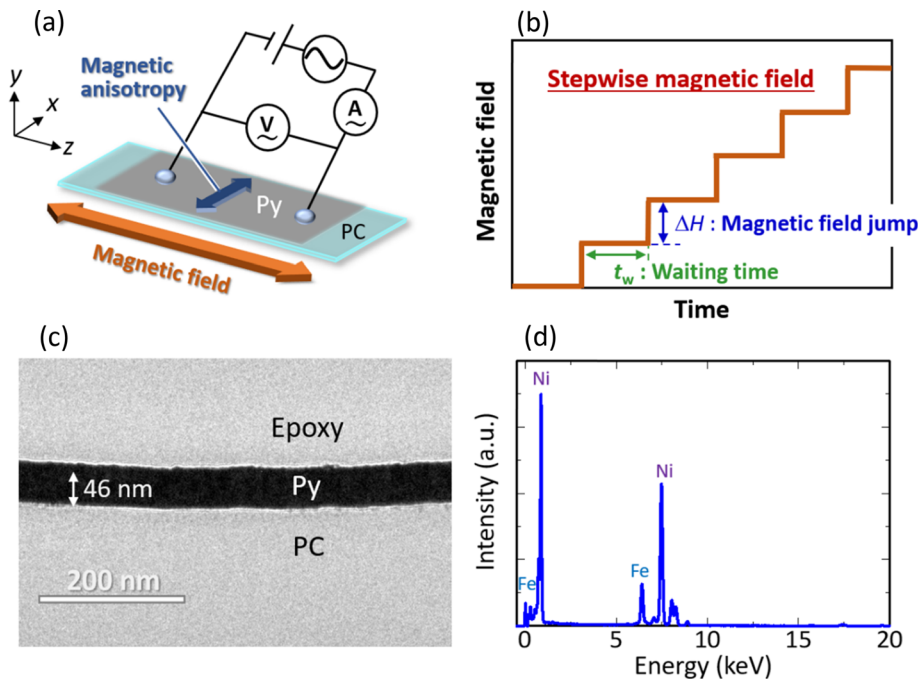 (a)
Magnetic
anisotropy
y
x
z
V
A
Py
PC
Magnetic field
(b)
Magnetic field
Stepwise magnetic field
ΔH : Magnetic field jump
tw : Waiting time
Time
(c)
Epoxy
46 nm
Py
PC
200 nm
(d)
Intensity (a.u.)
Ni
Ni
Fe
Fe
0
5
10
15
20
Energy (keV)